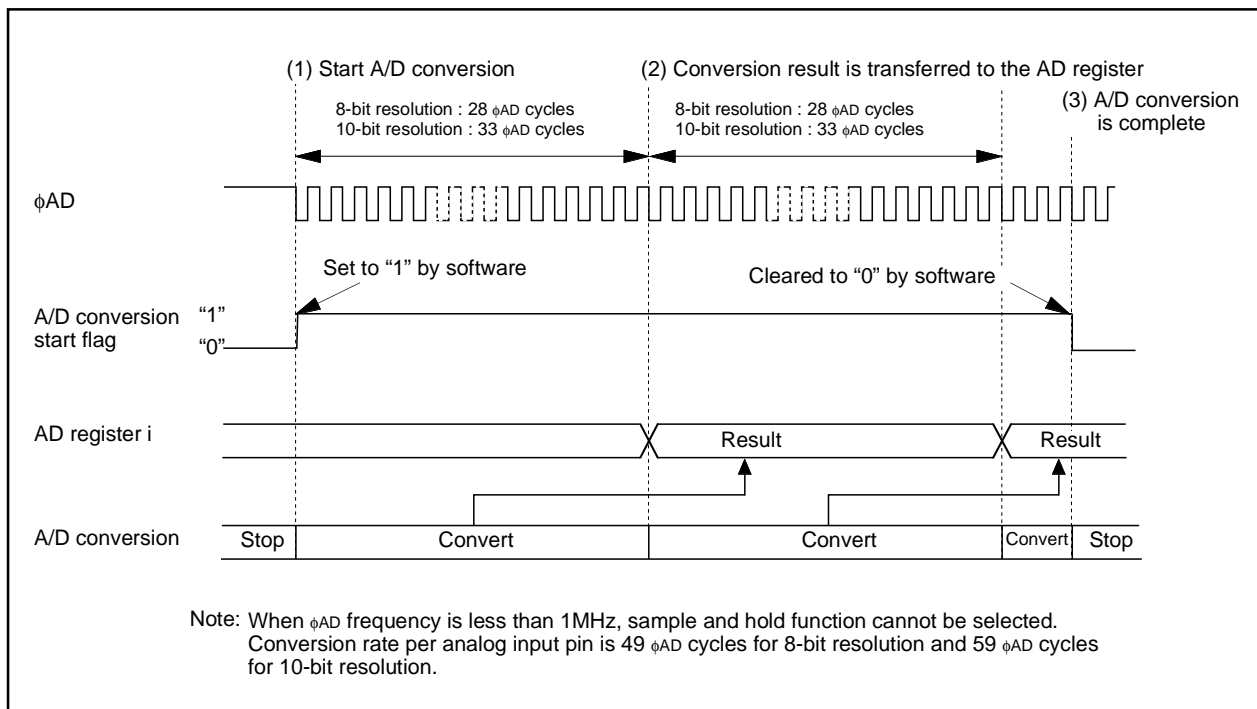 (1) Start A/D conversion
(2) Conversion result is transferred to the AD register
(3) A/D conversion
is complete
8-bit resolution : 28 ϕAD cycles
10-bit resolution : 33 ϕAD cycles
8-bit resolution : 28 ϕAD cycles
10-bit resolution : 33 ϕAD cycles
ϕAD
Set to “1” by software
Cleared to “0” by software
A/D conversion
start flag
“1”
“0”
AD register i
Result
Result
A/D conversion
Stop
Convert
Convert
Convert
Stop
Note: When ϕAD frequency is less than 1MHz, sample and hold function cannot be selected.
Conversion rate per analog input pin is 49 ϕAD cycles for 8-bit resolution and 59 ϕAD cycles
for 10-bit resolution.